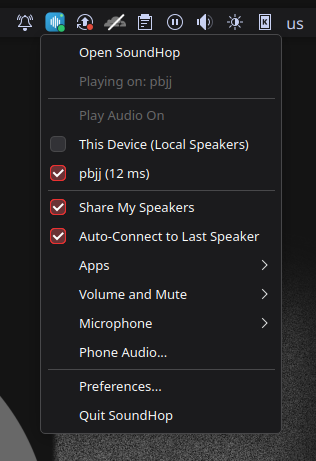 us
Open SoundHop
Playing on: pbjj
Play Audio On
This Device (Local Speakers)
pbjj (12 ms)
Share My Speakers
Auto-Connect to Last Speaker
Apps
Volume and Mute
Microphone
Phone Audio...
Preferences...
Quit SoundHop